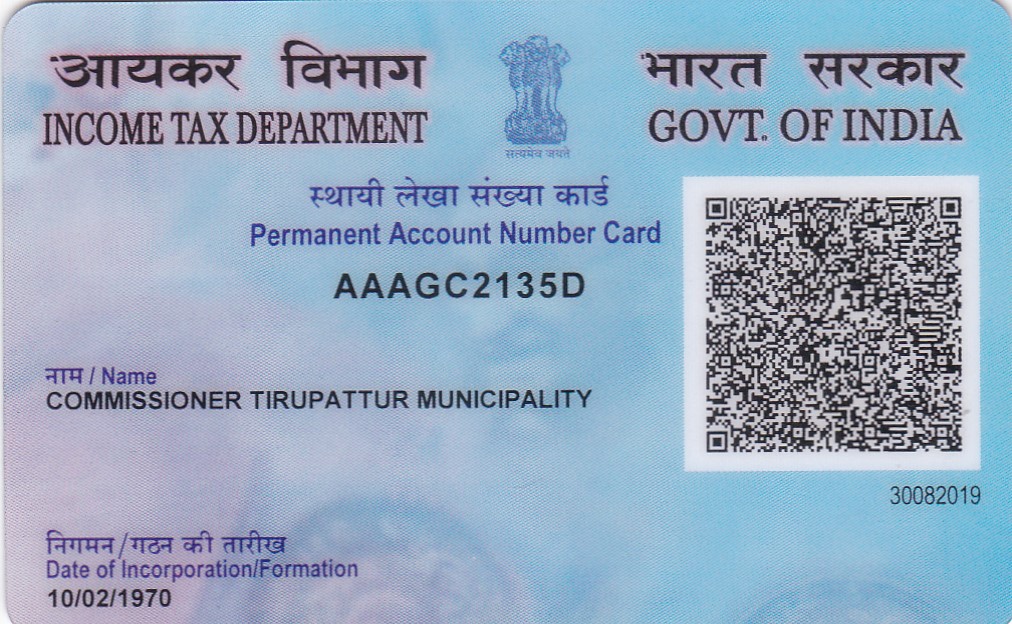 आयकर विभाग
INCOME TAX DEPARTMENT
सत्यमेव जयते
भारत सरकार
GOVT. OF INDIA
स्थायी लेखा संख्या कार्ड
Permanent Account Number Card
AAAGC2135D
नाम / Name
COMMISSIONER TIRUPATTUR MUNICIPALITY
30082019
निगमन/गठन की तारीख
Date of Incorporation/Formation
10/02/1970